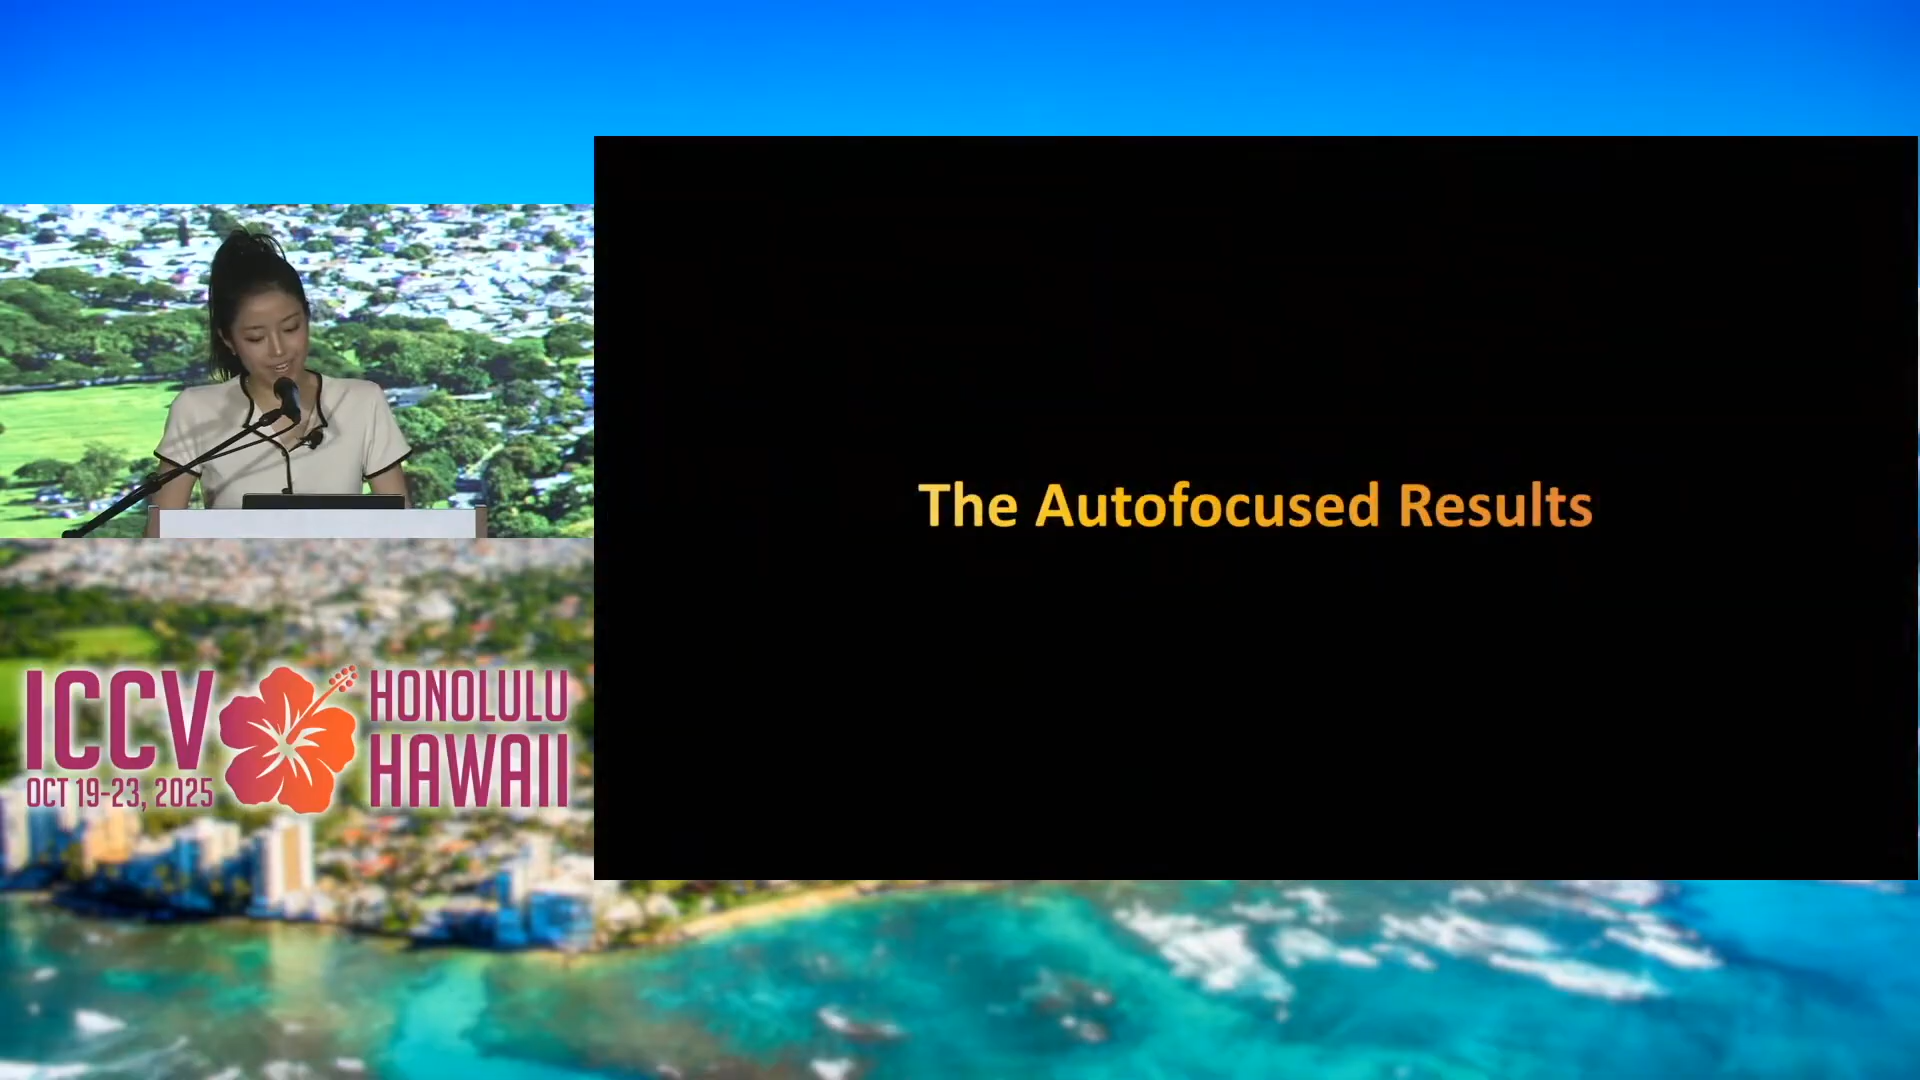 The Autofocused Results
ICCV
OCT 19-23, 2025
HONOLULU
HAWAII